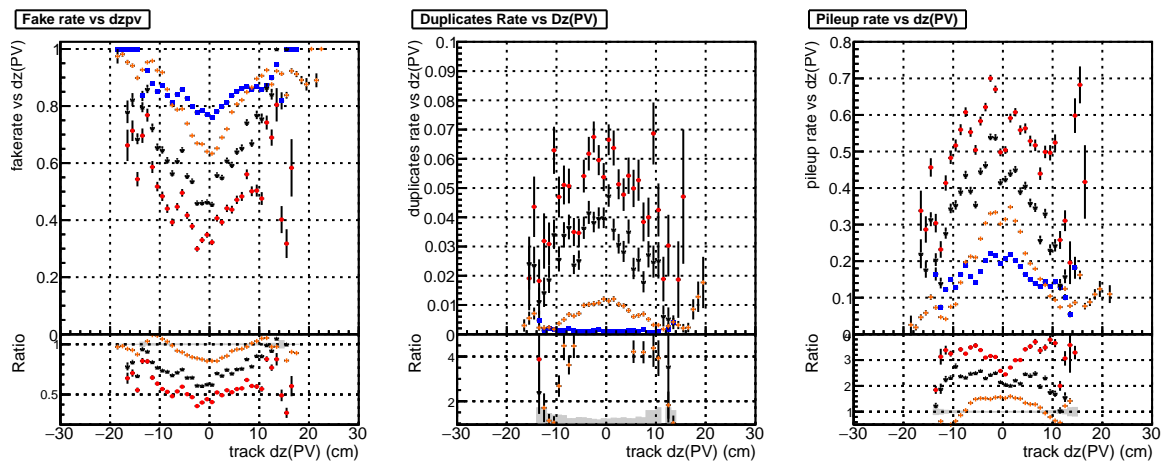 Fake rate vs dzpv
fakerate vs dz(PV)
1
0.8
0.6
0.4
0.2
0
Ratio
1
0.5
−30 −20 −10 0 10 20 30
track dz(PV) (cm)
Duplicates Rate vs Dz(PV)
duplicates rate vs dz(PV)
0.1
0.09
0.08
0.07
0.06
0.05
0.04
0.03
0.02
0.01
0
Ratio
4
2
−30 −20 −10 0 10 20 30
track dz(PV) (cm)
Pileup rate vs dz(PV)
pileup rate vs dz(PV)
0.8
0.7
0.6
0.5
0.4
0.3
0.2
0.1
0
Ratio
3
2
1
−30 −20 −10 0 10 20 30
track dz(PV) (cm)